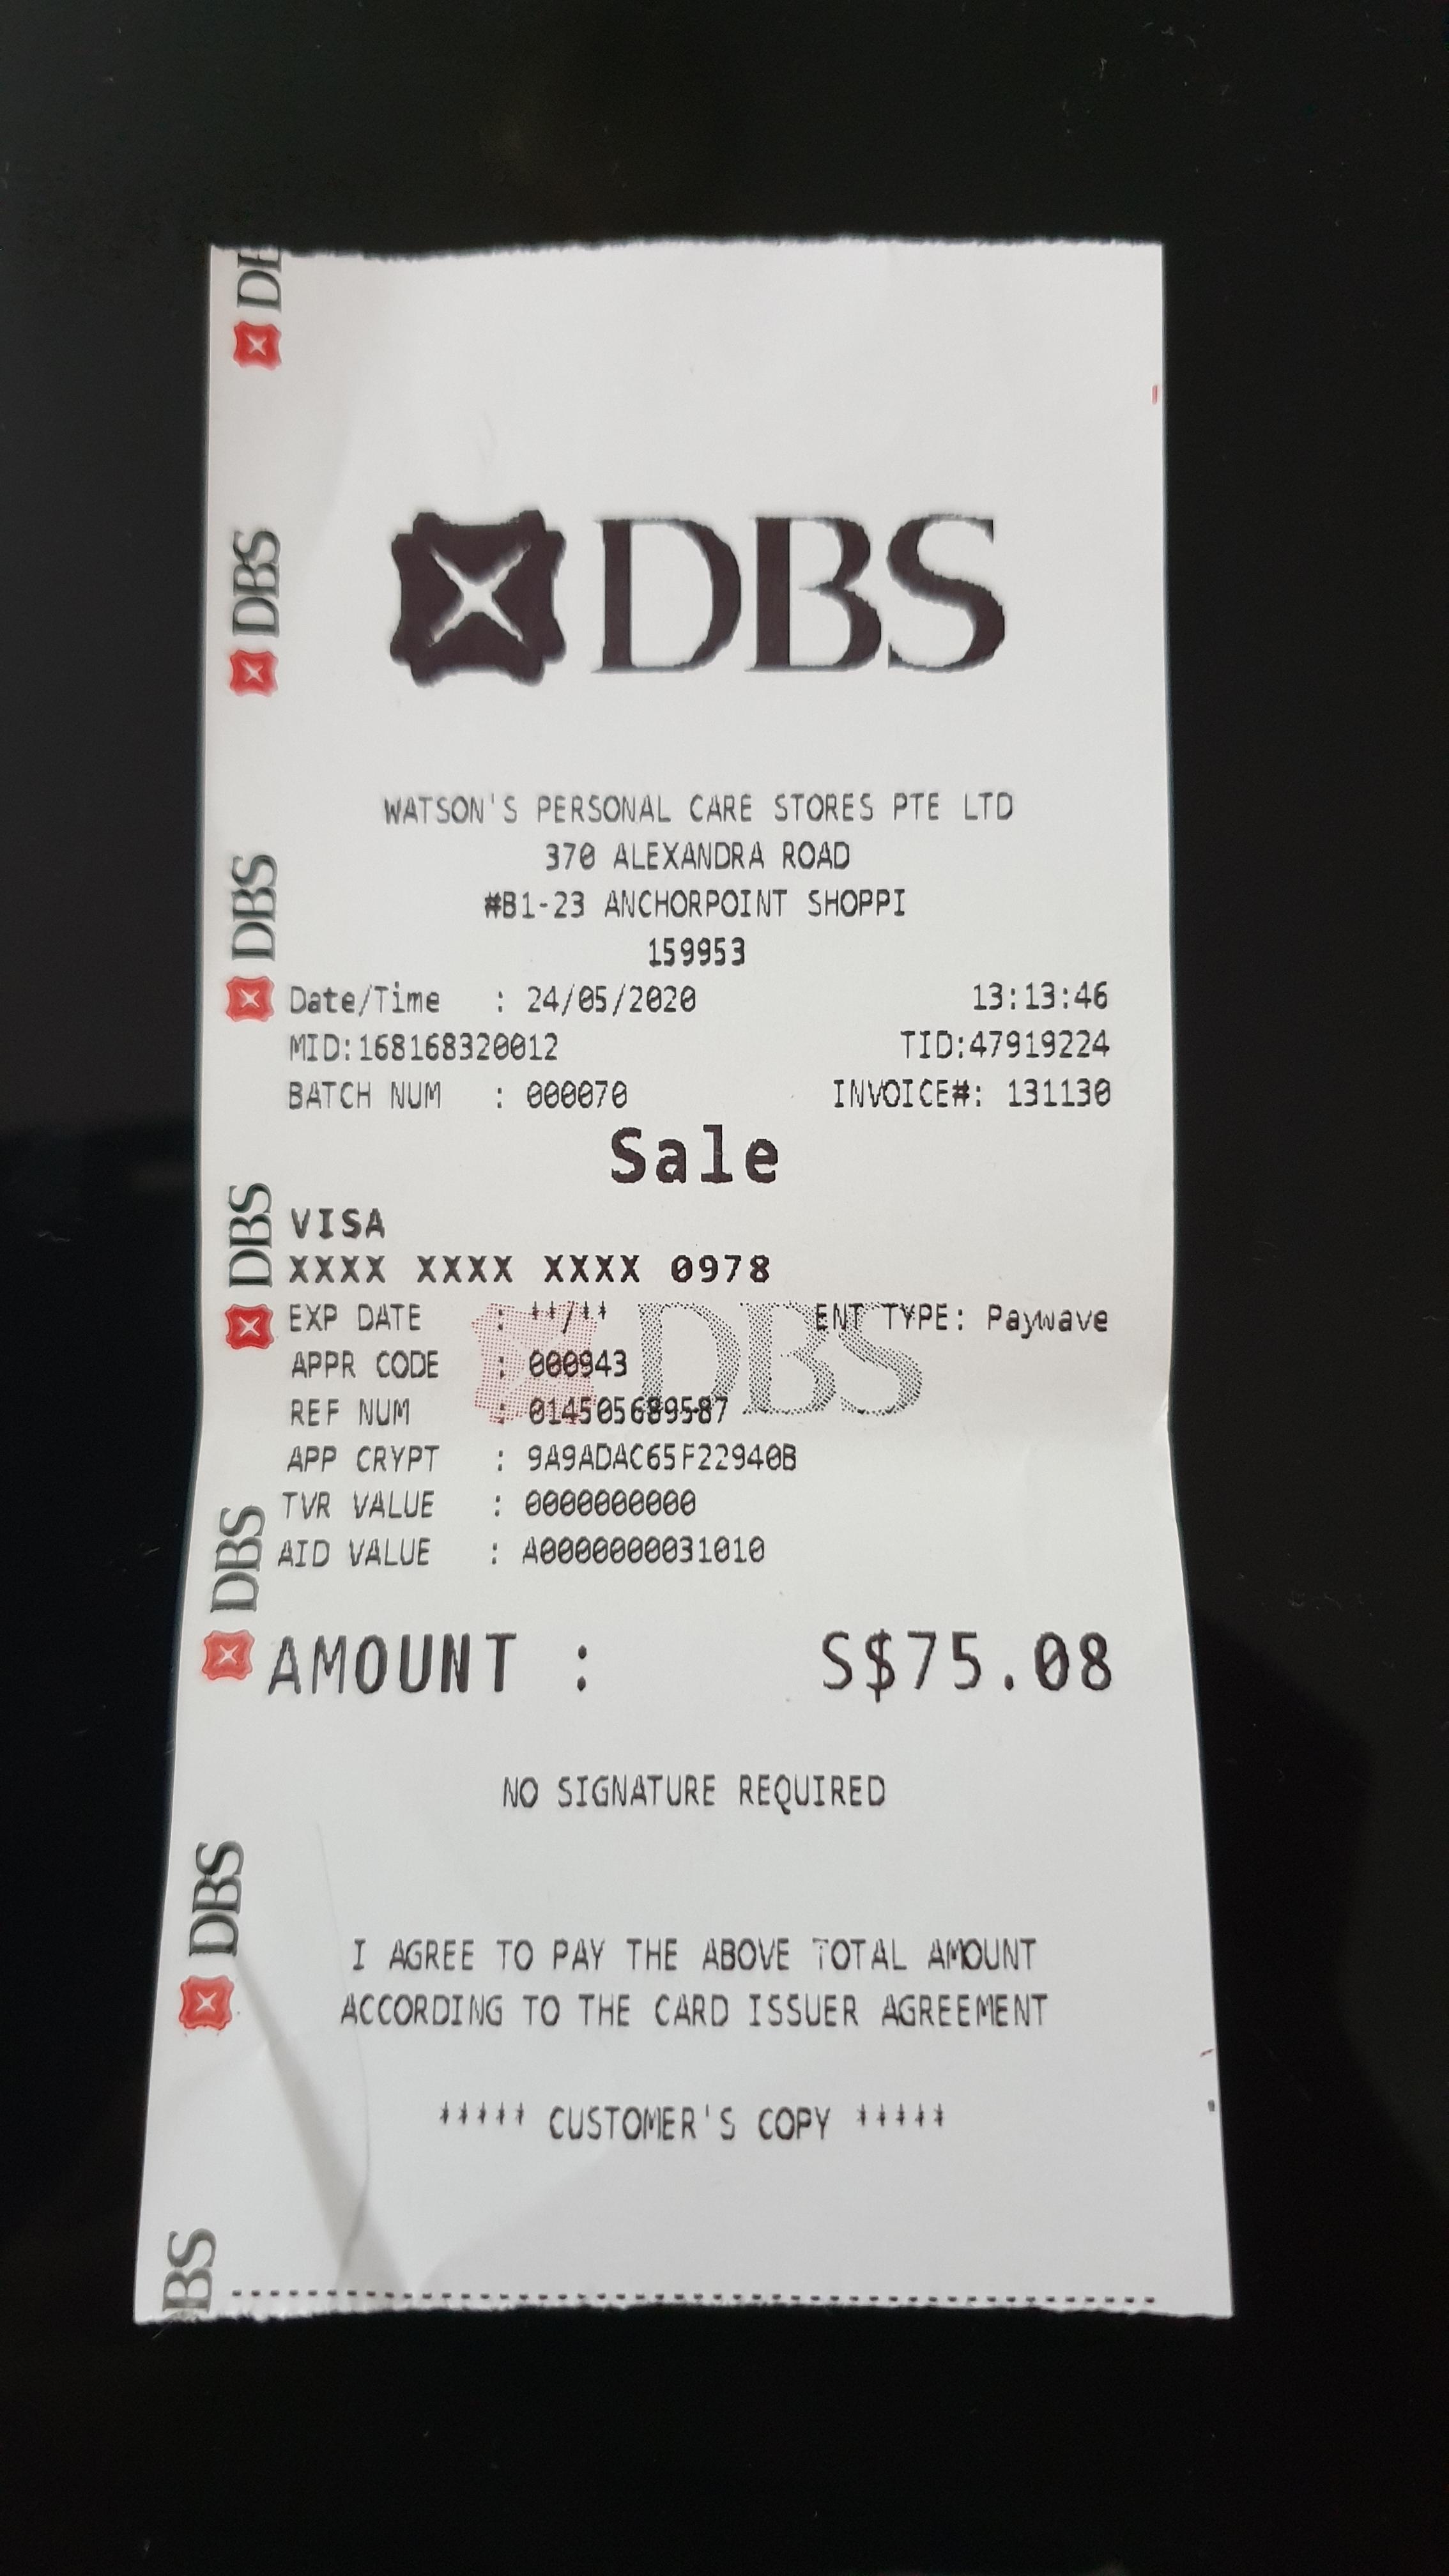 DBS
WATSON'S PERSONAL CARE STORES PTE LTD
370 ALEXANDRA ROAD
#B1-23 ANCHORPOINT SHOPPI
159953
Date/Time : 24/05/2020 13:13:46
MID:168168320012 TID:47919224
BATCH NUM : 000070 INVOICE#: 131130
Sale
VISA
XXXX XXXX XXXX 0978
EXP DATE : **/** ENT TYPE: Paywave
APPR CODE : 000943
REF NUM : 014505689587
APP CRYPT : 9A9ADAC65F22940B
TVR VALUE : 0000000000
AID VALUE : A0000000031010
DBS
AMOUNT : S$75.08
NO SIGNATURE REQUIRED
I AGREE TO PAY THE ABOVE TOTAL AMOUNT
ACCORDING TO THE CARD ISSUER AGREEMENT
***** CUSTOMER'S COPY *****
DBS
DBS
DBS
DBS
DBS
BS